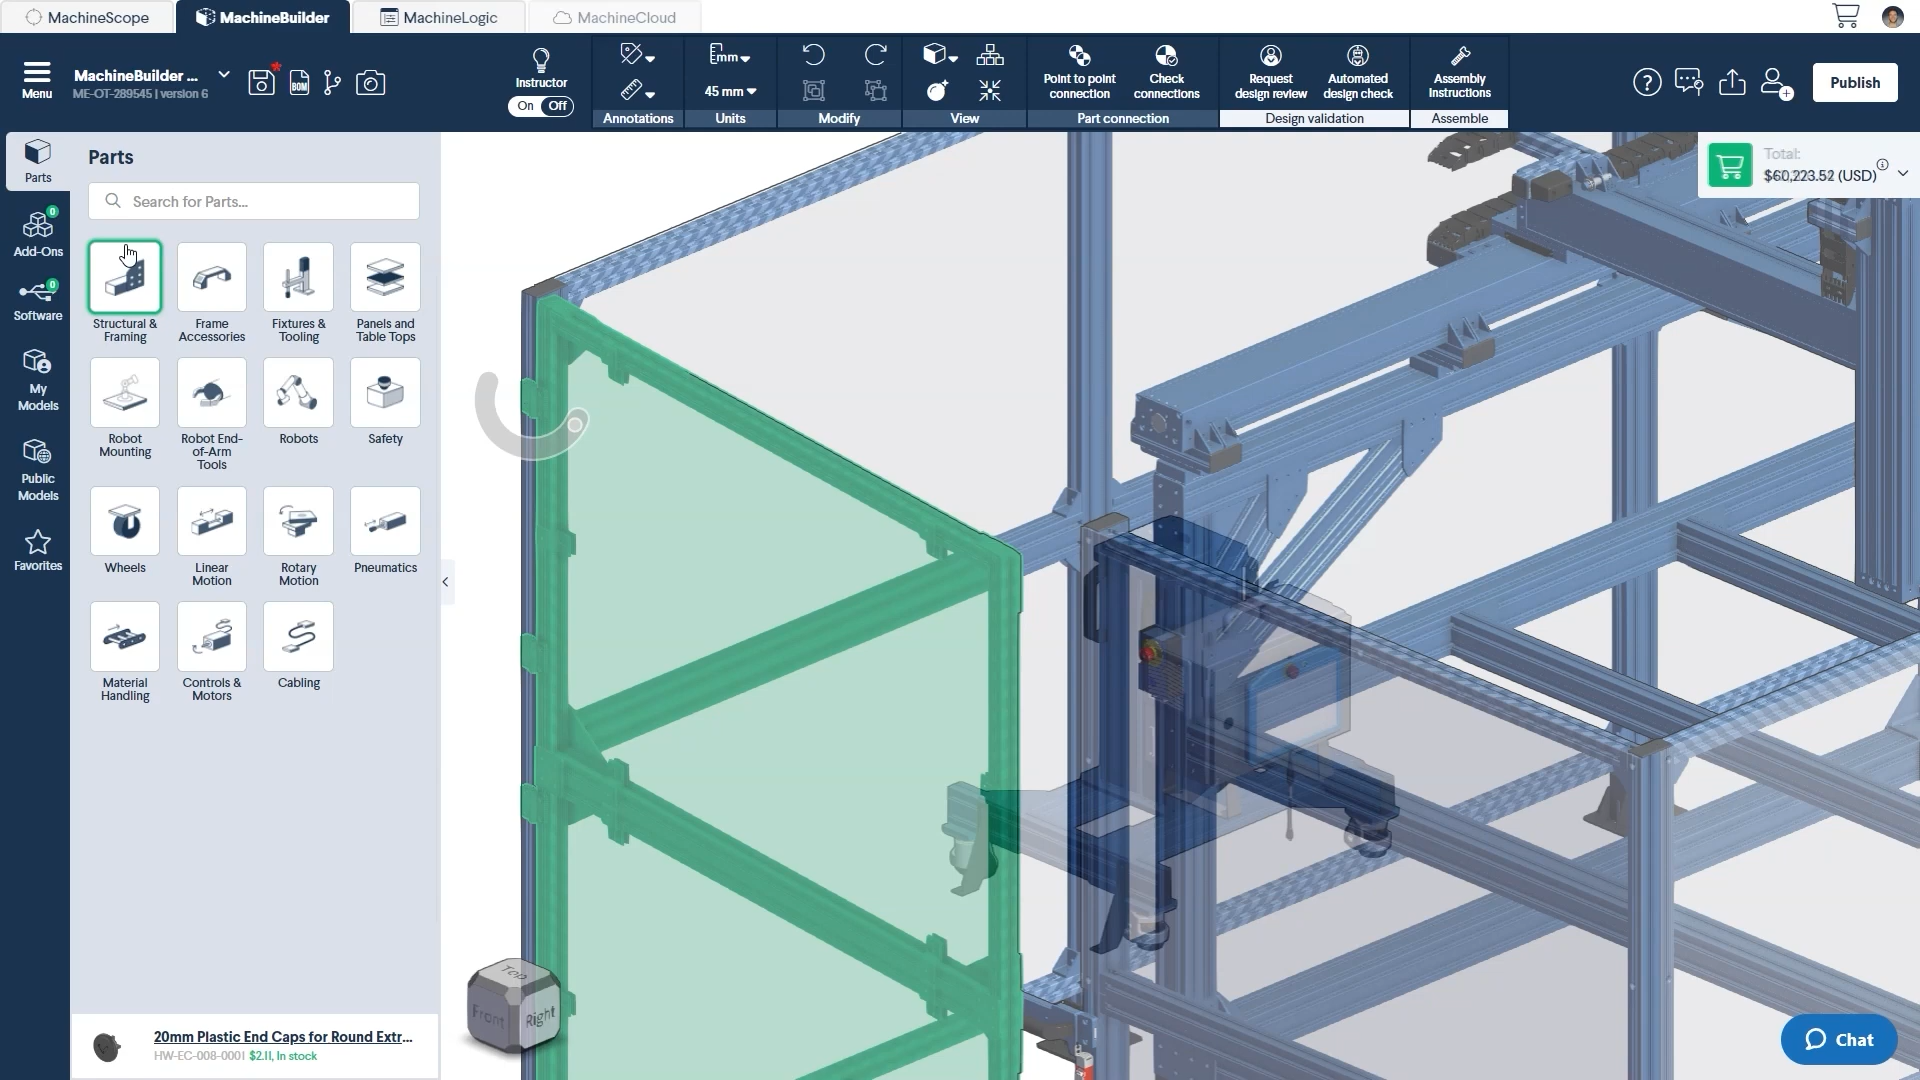 MachineScope
MachineBuilder
MachineLogic
MachineCloud
Menu
MachineBuilder ...
ME-OT-289545 | version 6
BOM
Instructor
On Off
mm
45 mm
Annotations
Units
Modify
View
Point to point connection
Check connections
Part connection
Request design review
Automated design check
Design validation
Assembly Instructions
Assemble
Publish
Parts
0
Add-Ons
0
Software
My Models
Public Models
Favorites
Parts
Search for Parts...
Structural & Framing
Frame Accessories
Fixtures & Tooling
Panels and Table Tops
Robot Mounting
Robot End-of-Arm Tools
Robots
Safety
Wheels
Linear Motion
Rotary Motion
Pneumatics
Material Handling
Controls & Motors
Cabling
20mm Plastic End Caps for Round Extr...
HW-EC-008-0001 $2.11, In stock
Total:
(USD)
Top
Front
Right
Chat